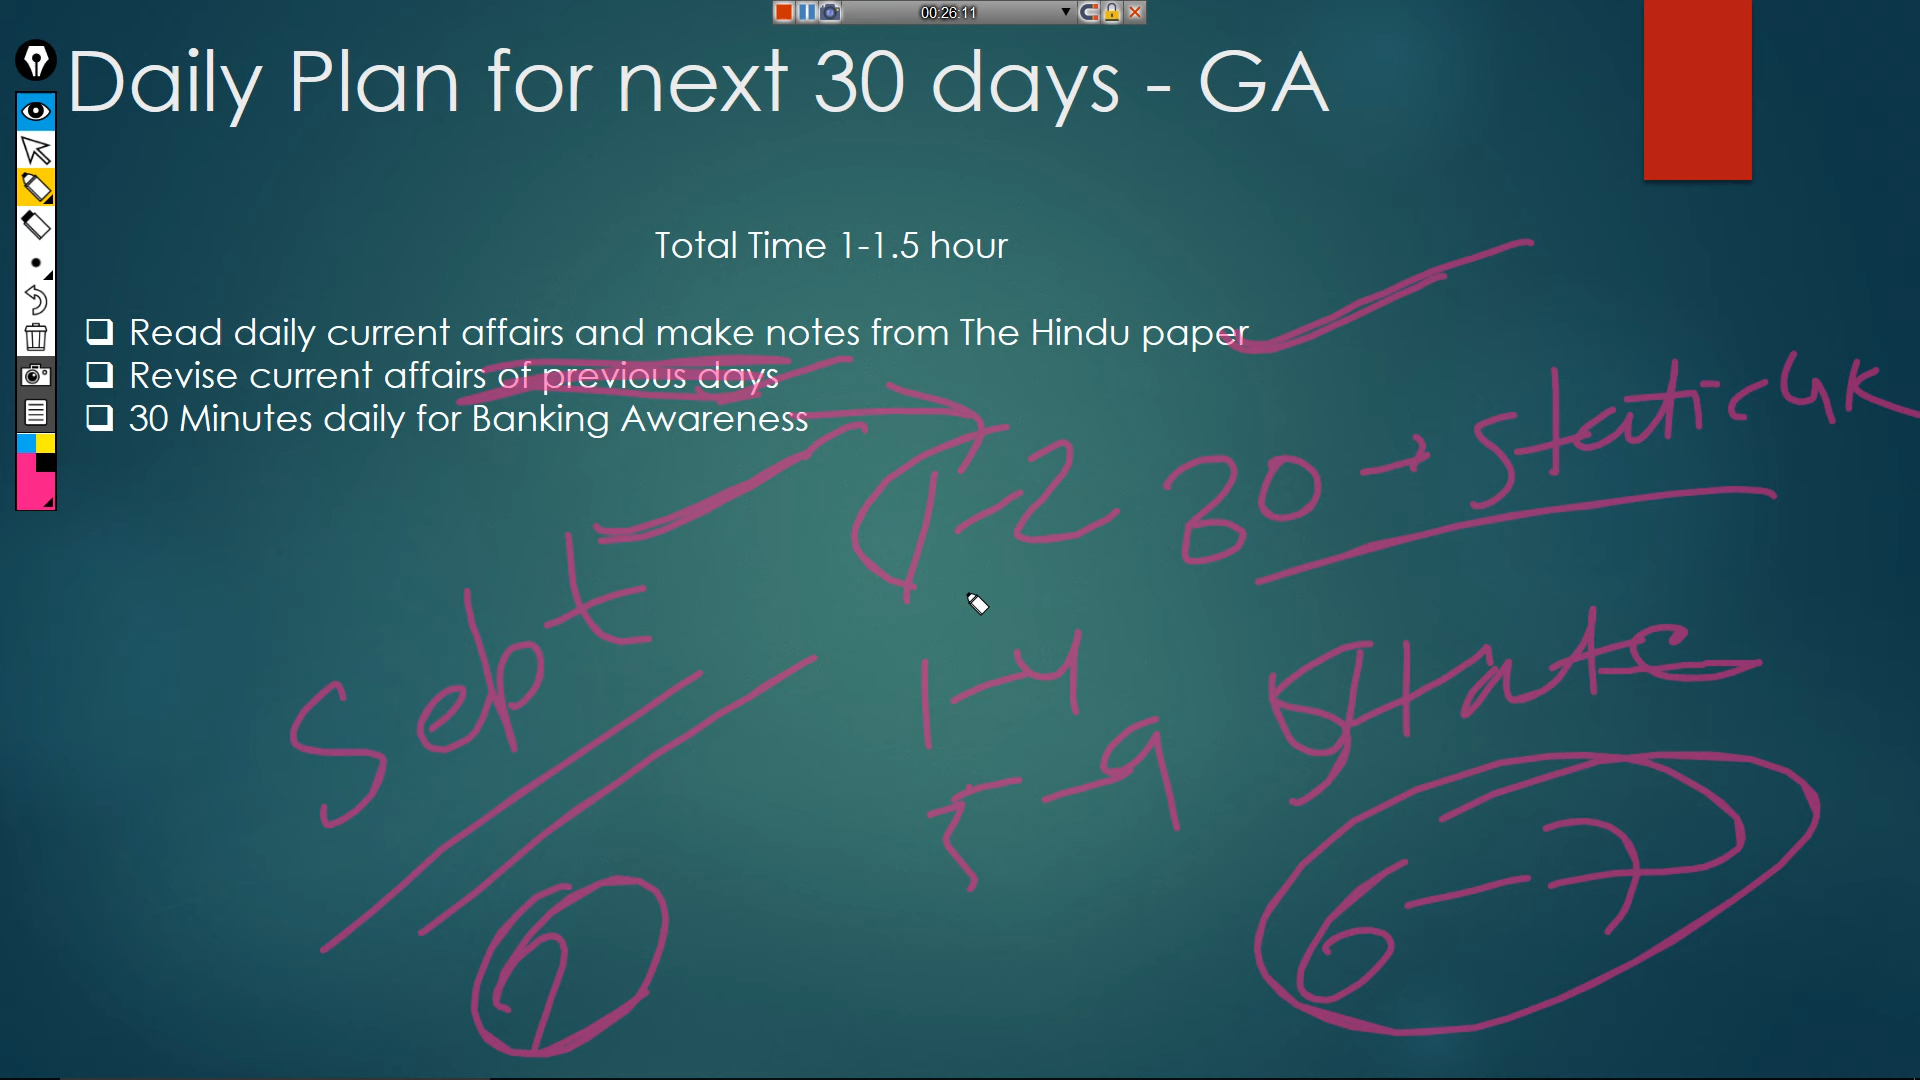 00:26:11
Daily Plan for next 30 days - GA
Total Time 1-1.5 hour
Read daily current affairs and make notes from The Hindu paper
Revise current affairs of previous days
30 Minutes daily for Banking Awareness
1-2 30 → Static GK
Sept
1-4 State
5-9
6-7